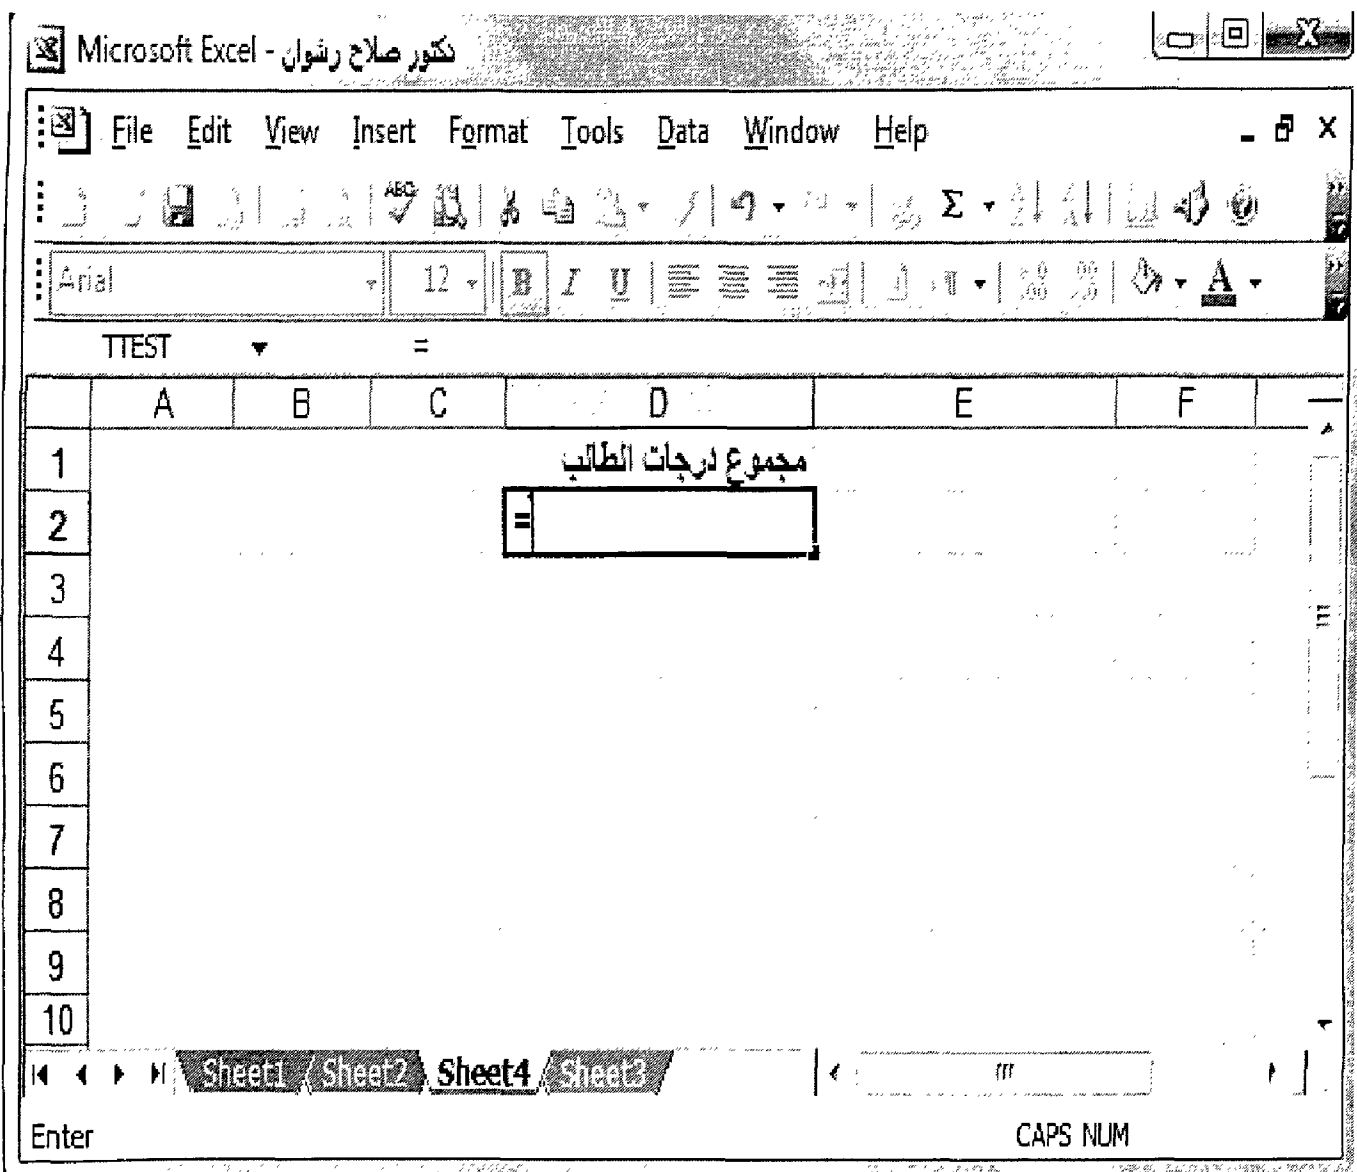 Microsoft Excel - دكتور صلاح رشوان
File Edit View Insert Format Tools Data Window Help
ABC Σ
Arial 12 B I U A
TTEST =
A B C D E F
1 مجموع درجات الطالب
2 =
3
4
5
6
7
8
9
10
Sheet1 Sheet2 Sheet4 Sheet3
Enter CAPS NUM